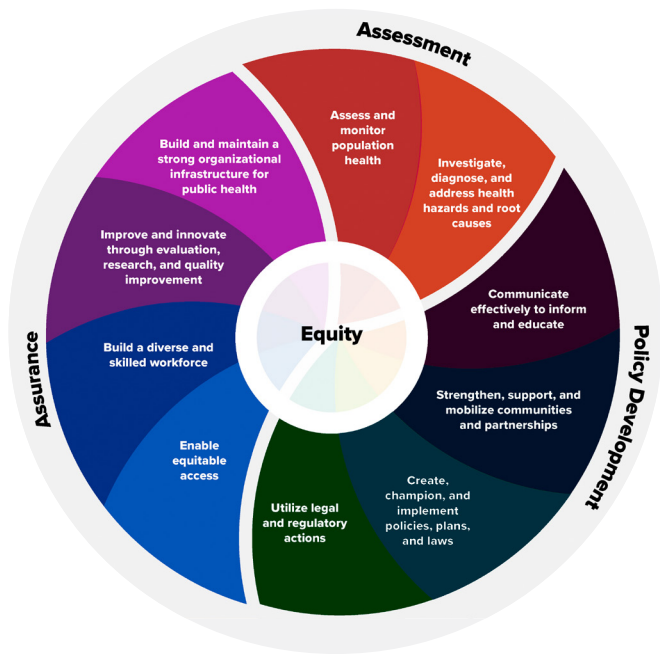 Assessment
Assess and
monitor
population
health
Investigate,
diagnose, and
address health
hazards and root
causes
Policy Development
Communicate
effectively to inform
and educate
Strengthen, support, and
mobilize communities
and partnerships
Create,
champion, and
implement
policies, plans,
and laws
Utilize legal
and regulatory
actions
Assurance
Enable
equitable
access
Build a diverse and
skilled workforce
Improve and innovate
through evaluation,
research, and quality
improvement
Build and maintain a
strong organizational
infrastructure for
public health
Equity